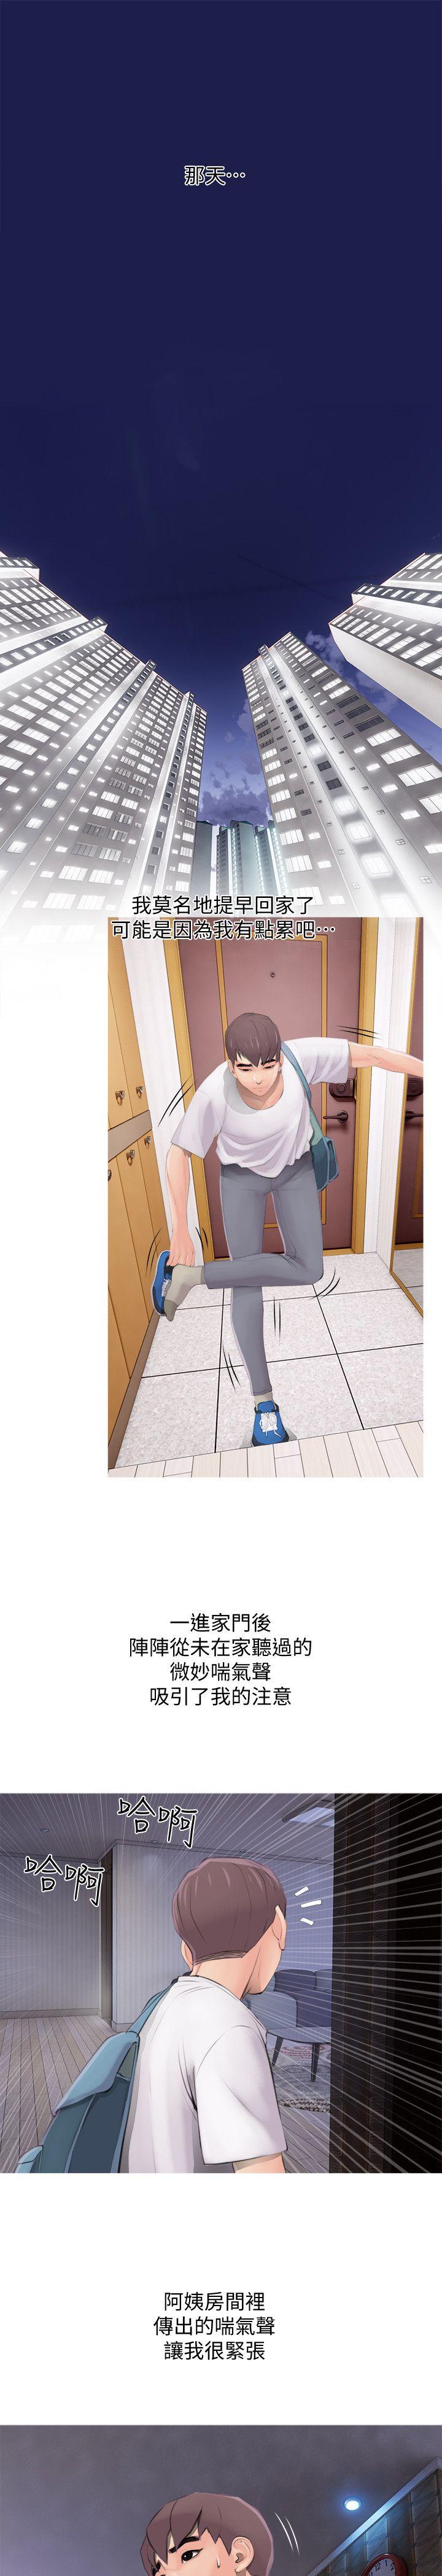 那天⋯
我莫名地提早回家了
可能是因為我有點累吧⋯
一進家門後
陣陣從未在家聽過的
微妙喘氣聲
吸引了我的注意
哈啊
哈啊
阿姨房間裡
傳出的喘氣聲
讓我很緊張